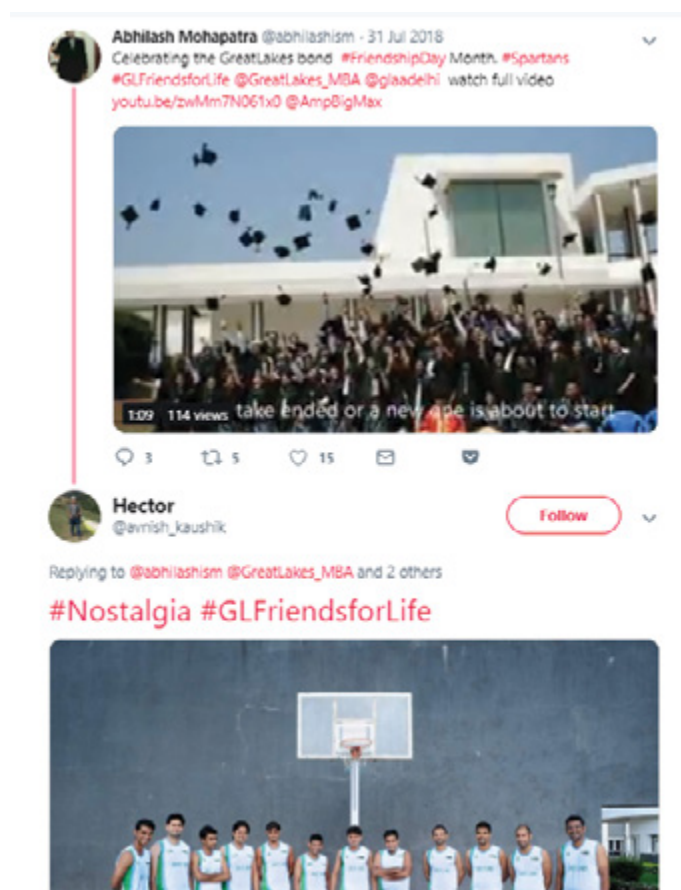 Abhilash Mohapatra @abhilashism - 31 Jul 2018
Celebrating the GreatLakes bond #FriendshipDay Month. #Spartans
#GLFriendsforLife @GreatLakes_MBA @glaadelhi watch full video
youtu.be/zwMm7N061x0 @AmpBigMax
1:09 114 views take ended or a new one is about to start
3 5 15
Hector
@avnish_kaushik
Follow
Replying to @abhilashism @GreatLakes_MBA and 2 others
#Nostalgia #GLFriendsforLife